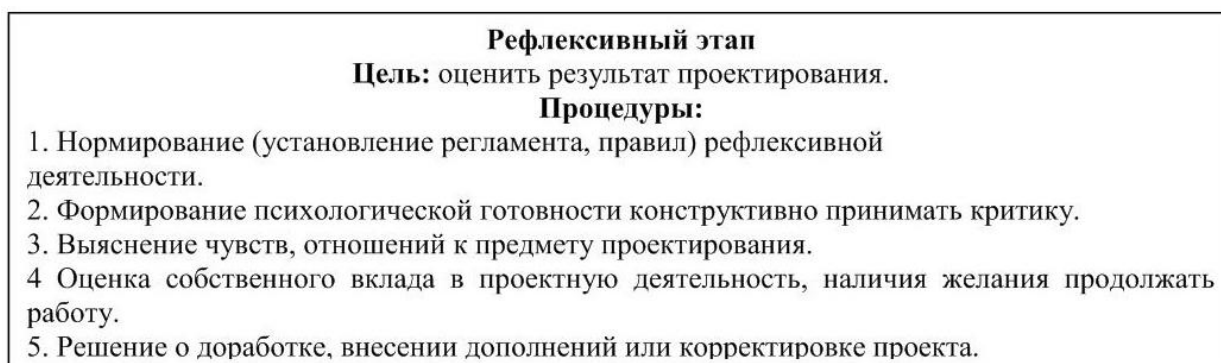 Рефлексивный этап
Цель: оценить результат проектирования.
Процедуры:
1. Нормирование (установление регламента, правил) рефлексивной
деятельности.
2. Формирование психологической готовности конструктивно принимать критику.
3. Выяснение чувств, отношений к предмету проектирования.
4 Оценка собственного вклада в проектную деятельность, наличия желания продолжать
работу.
5. Решение о доработке, внесении дополнений или корректировке проекта.